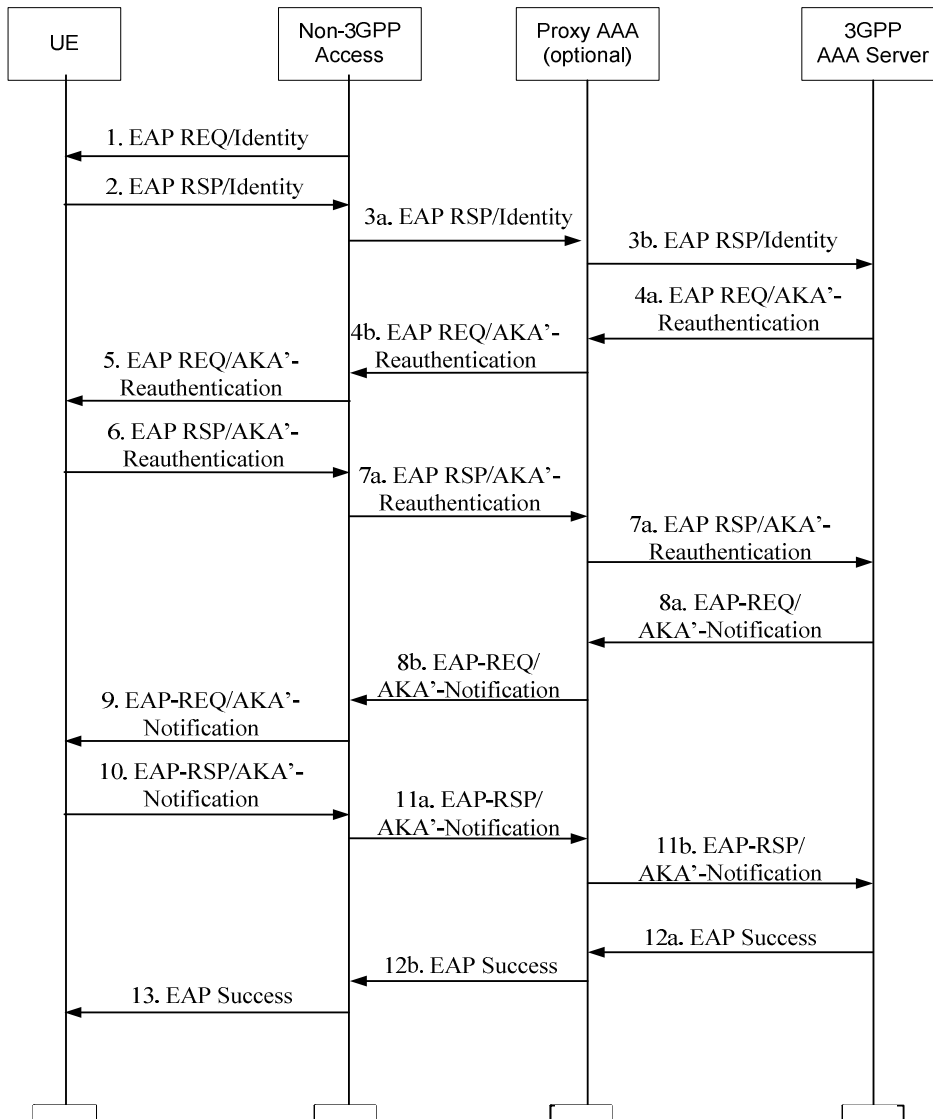 UE
Non-3GPP
Access
Proxy AAA
(optional)
3GPP
AAA Server
1. EAP REQ/Identity
2. EAP RSP/Identity
3a. EAP RSP/Identity
3b. EAP RSP/Identity
4a. EAP REQ/AKA’-
Reauthentication
4b. EAP REQ/AKA’-
Reauthentication
5. EAP REQ/AKA’-
Reauthentication
6. EAP RSP/AKA’-
Reauthentication
7a. EAP RSP/AKA’-
Reauthentication
7a. EAP RSP/AKA’-
Reauthentication
8a. EAP-REQ/
AKA’-Notification
8b. EAP-REQ/
AKA’-Notification
9. EAP-REQ/AKA’-
Notification
10. EAP-RSP/AKA’-
Notification
11a. EAP-RSP/
AKA’-Notification
11b. EAP-RSP/
AKA’-Notification
12a. EAP Success
12b. EAP Success
13. EAP Success